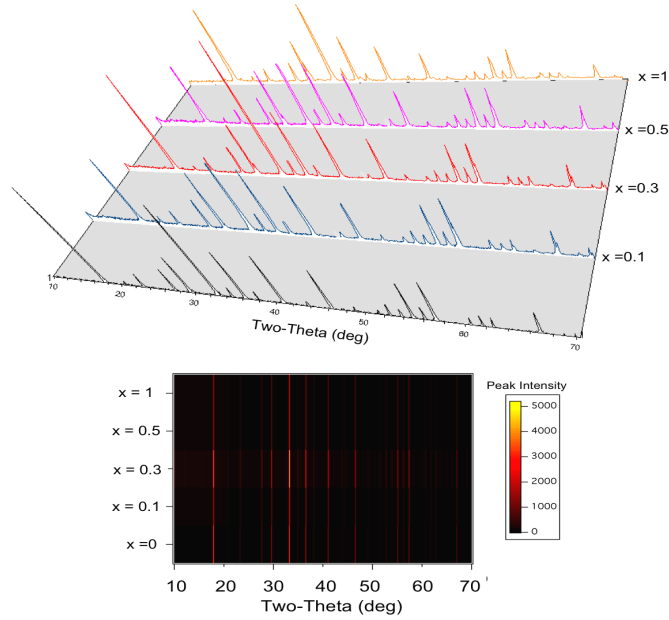 x =1
x =0.5
x =0.3
x =0.1
1
10
20
30
40
50
60
70
Two-Theta (deg)
Peak Intensity
x = 1
x = 0.5
x = 0.3
x = 0.1
x =0
5000
4000
3000
2000
1000
0
10 20 30 40 50 60 70
Two-Theta (deg)